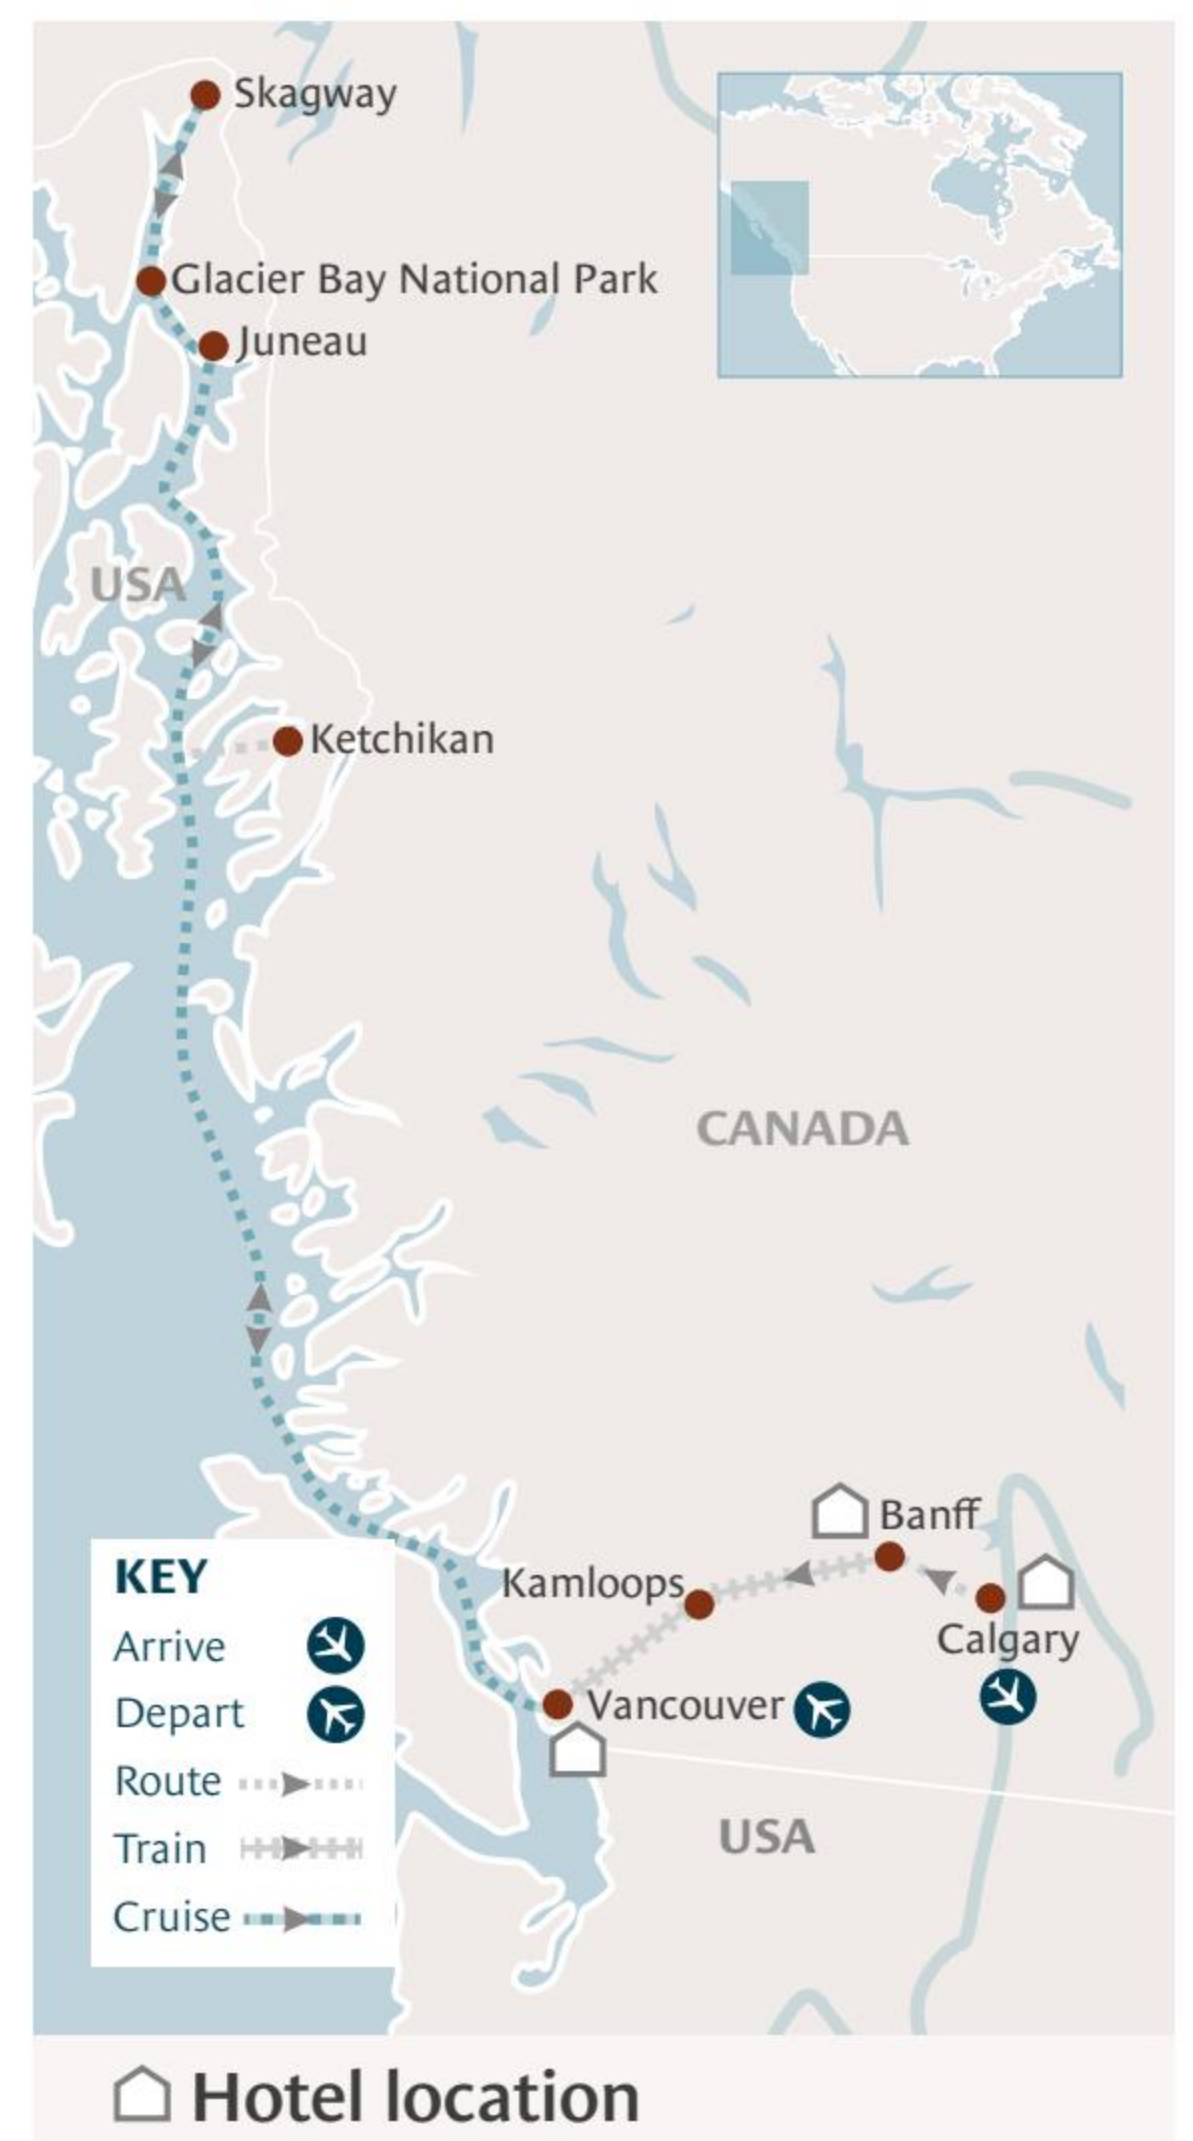 Skagway
Glacier Bay National Park
Juneau
USA
Ketchikan
CANADA
Banff
Kamloops
Calgary
Vancouver
USA
KEY
Arrive
Depart
Route
Train
Cruise
Hotel location